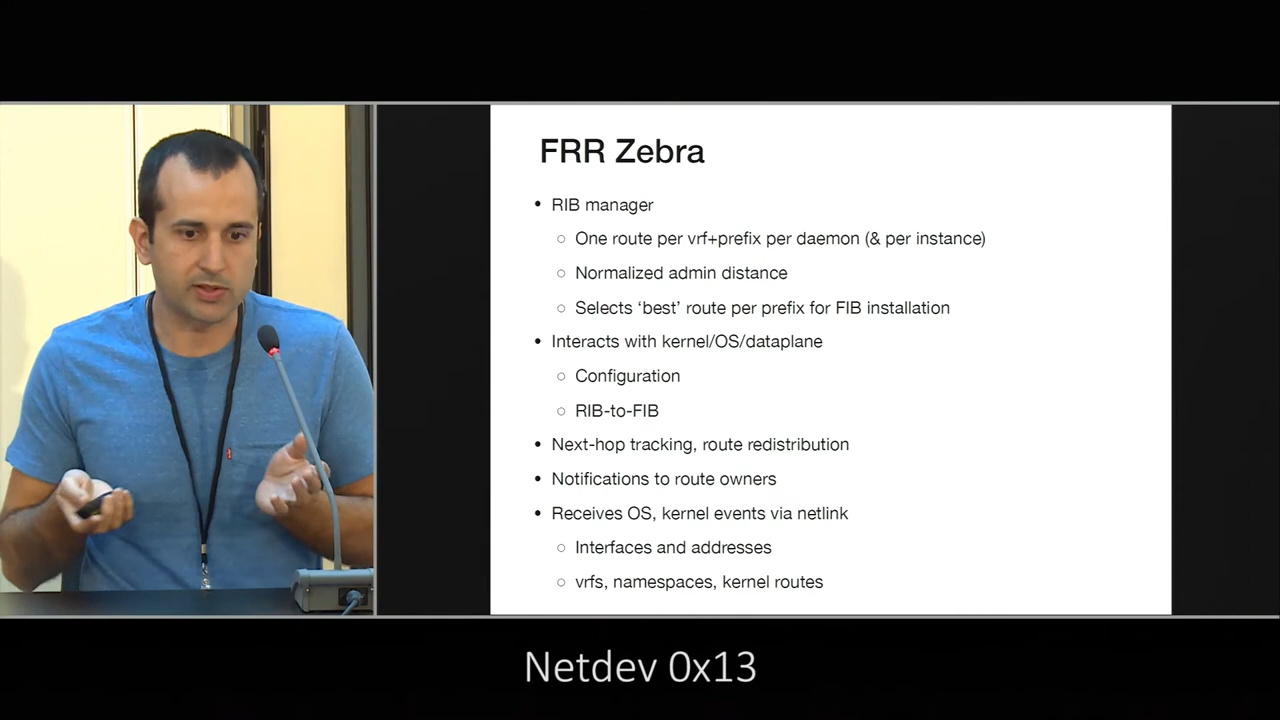 FRR Zebra
• RIB manager
○ One route per vrf+prefix per daemon (& per instance)
○ Normalized admin distance
○ Selects ‘best’ route per prefix for FIB installation
• Interacts with kernel/OS/dataplane
○ Configuration
○ RIB-to-FIB
• Next-hop tracking, route redistribution
• Notifications to route owners
• Receives OS, kernel events via netlink
○ Interfaces and addresses
○ vrfs, namespaces, kernel routes
Netdev 0x13